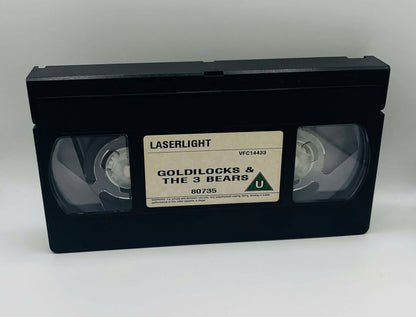 LASERLIGHT
VFC14433
GOLDILOCKS &
THE 3 BEARS
80735
U